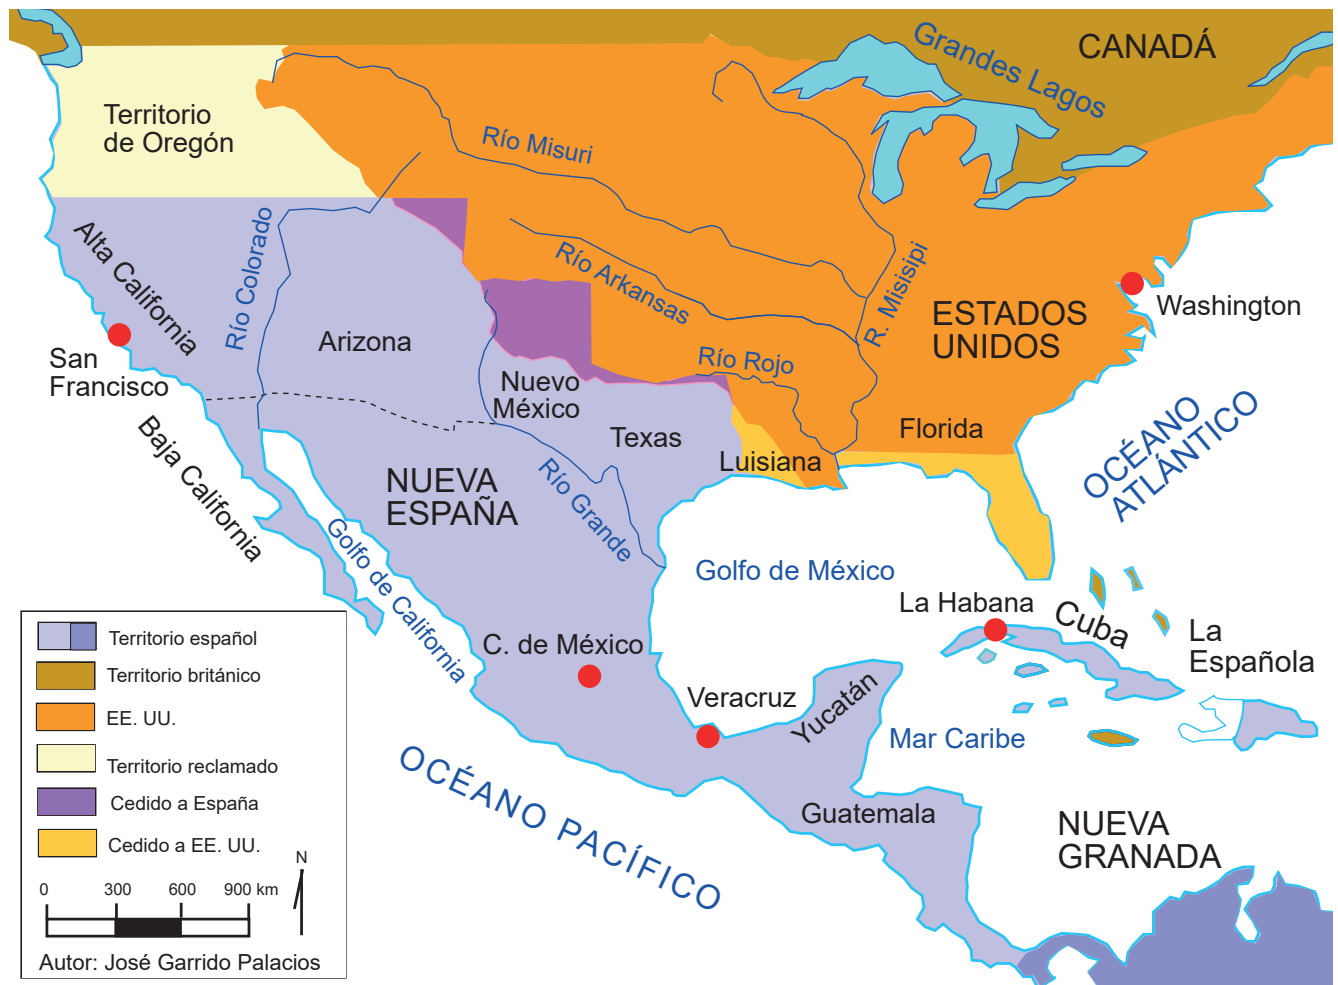 CANADÁ
Grandes Lagos
Territorio
de Oregón
Río Misuri
Río Colorado
Alta California
Río Arkansas
R. Misisipi
Washington
ESTADOS
UNIDOS
Arizona
San
Francisco
Río Rojo
Nuevo
México
Baja California
Texas
Florida
Luisiana
OCÉANO
ATLÁNTICO
NUEVA
ESPAÑA
Río Grande
Golfo de California
Golfo de México
La Habana
Cuba
La
Española
C. de México
Veracruz
Yucatán
Mar Caribe
OCÉANO PACÍFICO
Guatemala
NUEVA
GRANADA
Territorio español
Territorio británico
EE. UU.
Territorio reclamado
Cedido a España
Cedido a EE. UU.
N
0 300 600 900 km
Autor: José Garrido Palacios